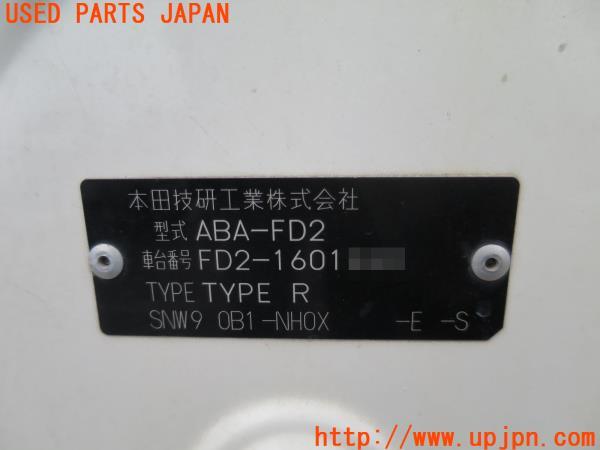 USED PARTS JAPAN
本田技研工業株式会社
型式 ABA-FD2
車台番号 FD2-1601
TYPE TYPE R
SNW9 0B1-NH0X -E -S
http://www.upjpn.com